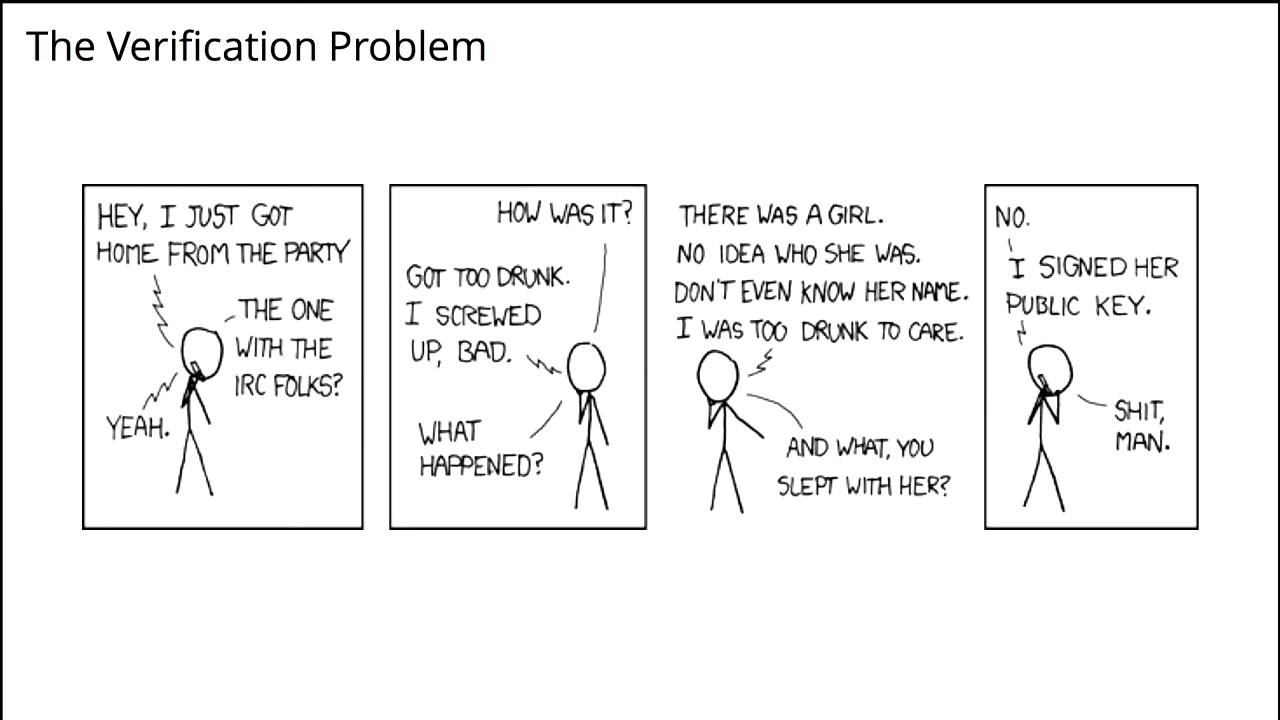 The Verification Problem
HEY, I JUST GOT
HOME FROM THE PARTY
THE ONE
WITH THE
IRC FOLKS?
YEAH.
HOW WAS IT?
GOT TOO DRUNK.
I SCREWED
UP, BAD.
WHAT
HAPPENED?
THERE WAS A GIRL.
NO IDEA WHO SHE WAS.
DON'T EVEN KNOW HER NAME.
I WAS TOO DRUNK TO CARE.
AND WHAT, YOU
SLEPT WITH HER?
NO.
I SIGNED HER
PUBLIC KEY.
SHIT,
MAN.